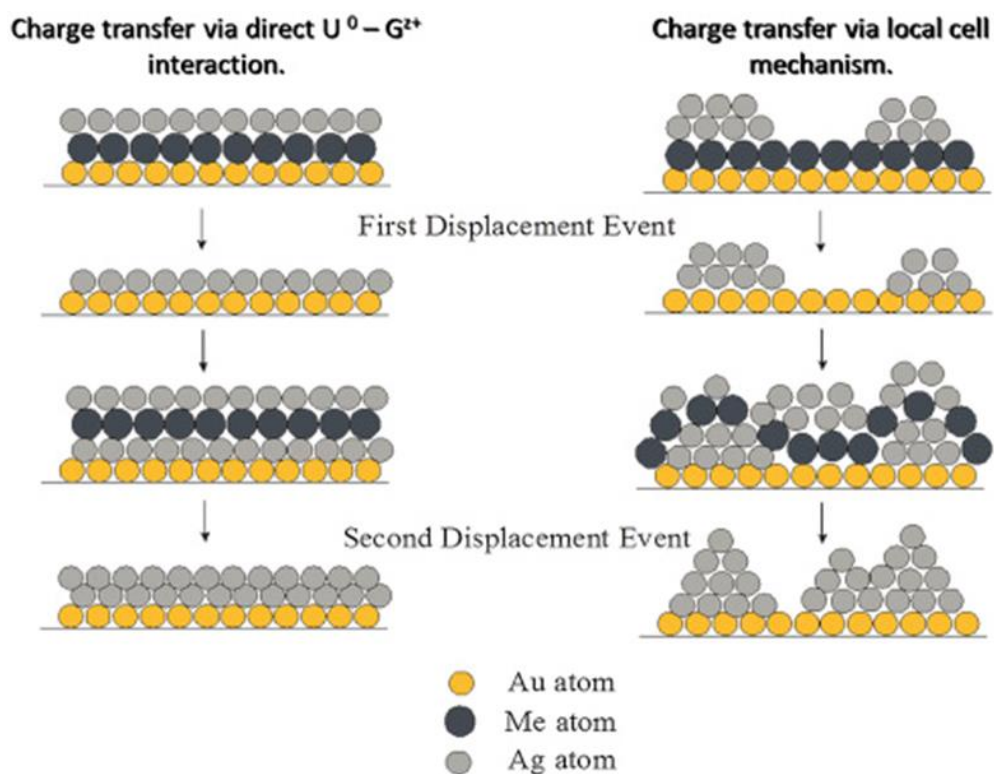 Charge transfer via direct U⁰ – Gᶻ⁺
interaction.
Charge transfer via local cell
mechanism.
First Displacement Event
Second Displacement Event
Au atom
Me atom
Ag atom